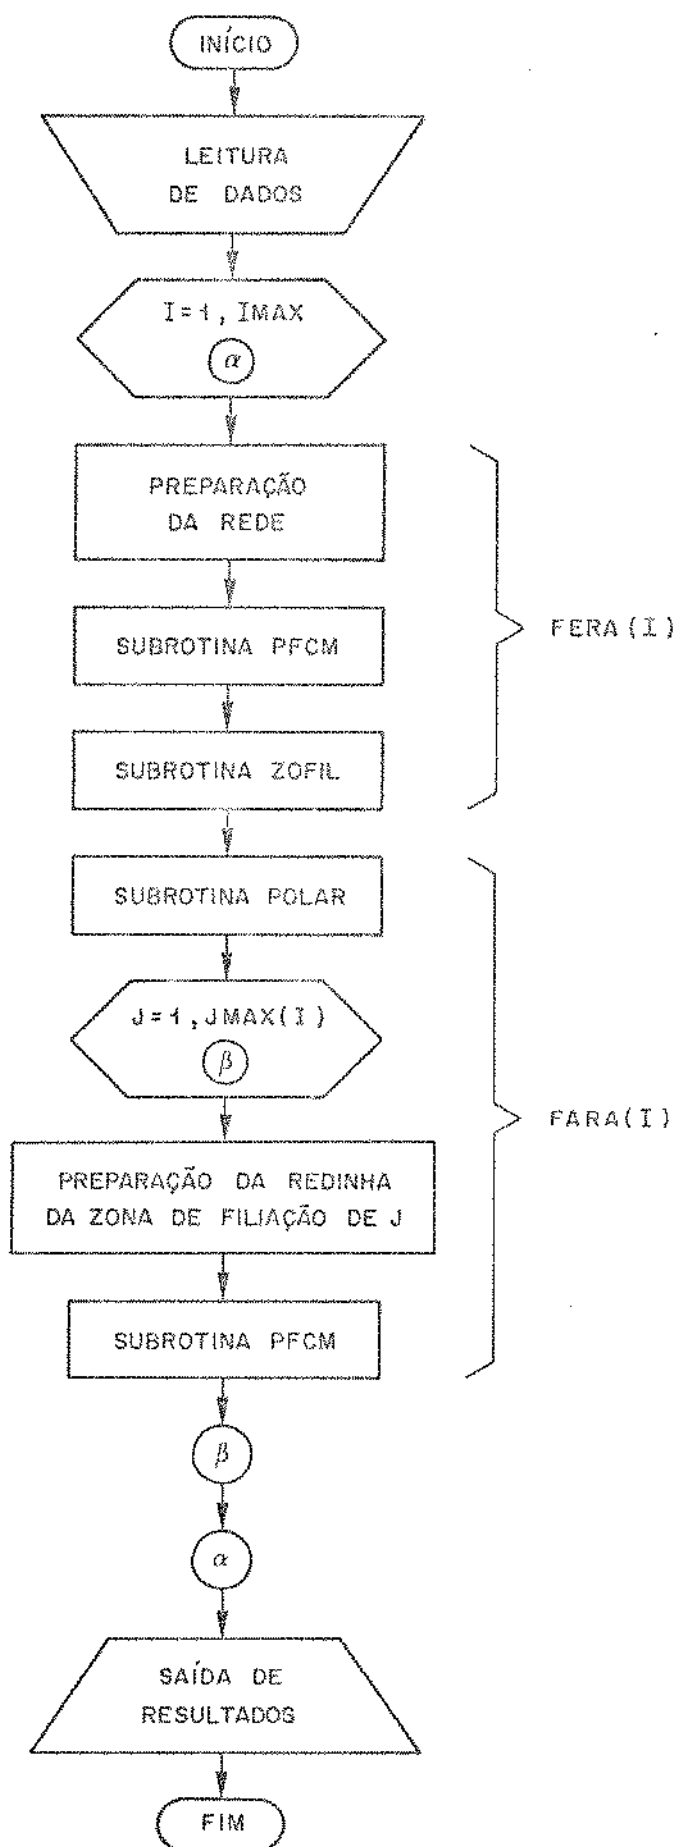 INÍCIO
LEITURA
DE DADOS
I=1, IMAX
α
PREPARAÇÃO
DA REDE
SUBROTINA PFCM
SUBROTINA ZOFIL
FERA(I)
SUBROTINA POLAR
J=1, JMAX(I)
β
PREPARAÇÃO DA REDINHA
DA ZONA DE FILIAÇÃO DE J
SUBROTINA PFCM
FARA(I)
β
α
SAÍDA DE
RESULTADOS
FIM